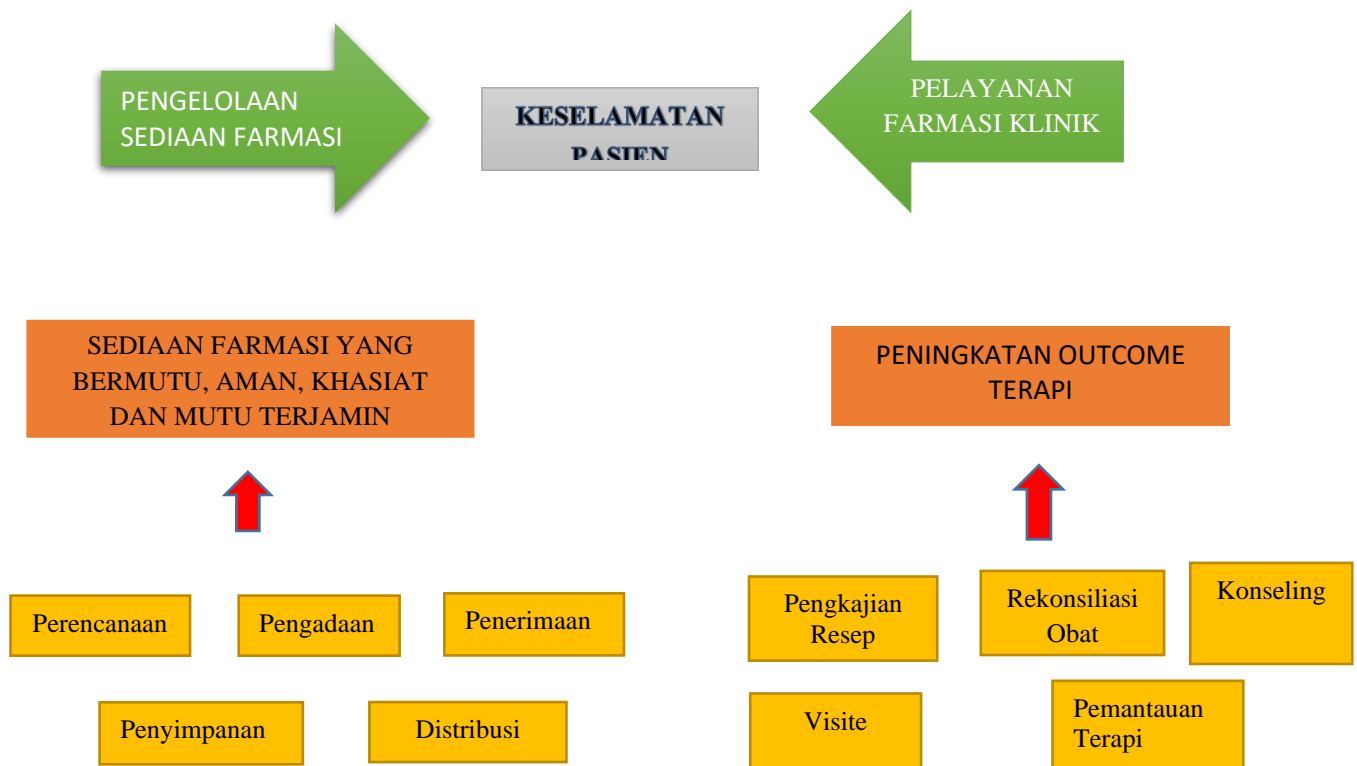 PENGELOLAAN
SEDIAAN FARMASI
KESELAMATAN
PASIEN
PELAYANAN
FARMASI KLINIK
SEDIAAN FARMASI YANG
BERMUTU, AMAN, KHASIAT
DAN MUTU TERJAMIN
PENINGKATAN OUTCOME
TERAPI
Perencanaan
Pengadaan
Penerimaan
Penyimpanan
Distribusi
Pengkajian
Resep
Rekonsiliasi
Obat
Konseling
Visite
Pemantauan
Terapi